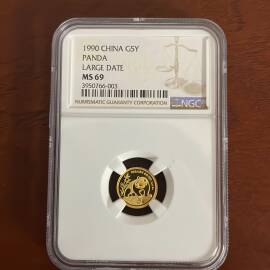 1990 CHINA G5Y
PANDA
LARGE DATE
MS 69
3950766-003
NUMISMATIC GUARANTY CORPORATION
NGC